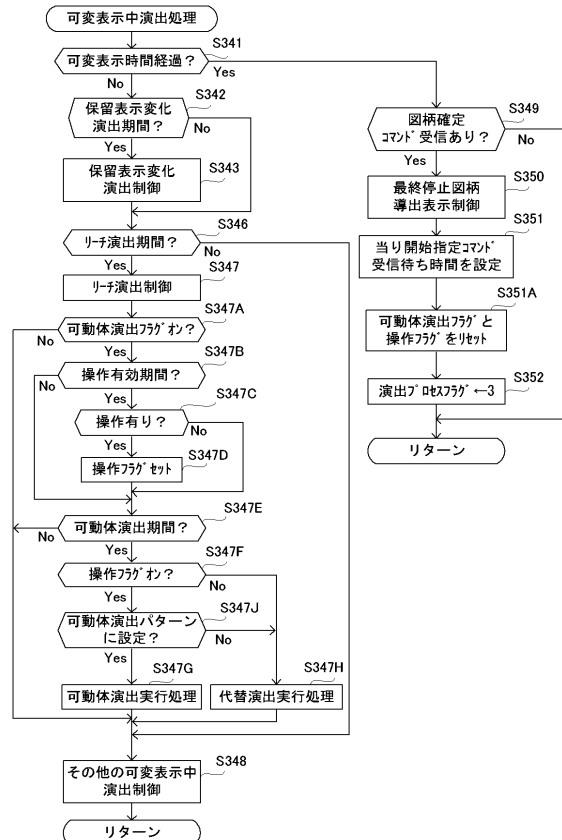 可変表示中演出処理
S341
可変表示時間経過？
Yes
No
S342
保留表示変化
演出期間？
No
Yes
S343
保留表示変化
演出制御
S346
リーチ演出期間？
No
Yes
S347
リーチ演出制御
S347A
可動体演出フラグオン？
No
Yes
S347B
操作有効期間？
No
Yes
S347C
操作有り？
No
Yes
S347D
操作フラグセット
S347E
可動体演出期間？
No
Yes
S347F
操作フラグオン？
No
Yes
S347J
可動体演出パターン
に設定？
No
Yes
S347G
可動体演出実行処理
S347H
代替演出実行処理
S348
その他の可変表示中
演出制御
リターン
S349
図柄確定
コマンド受信あり？
No
Yes
S350
最終停止図柄
導出表示制御
S351
当り開始指定コマンド
受信待ち時間を設定
S351A
可動体演出フラグと
操作フラグをリセット
S352
演出プロセスフラグ←3
リターン